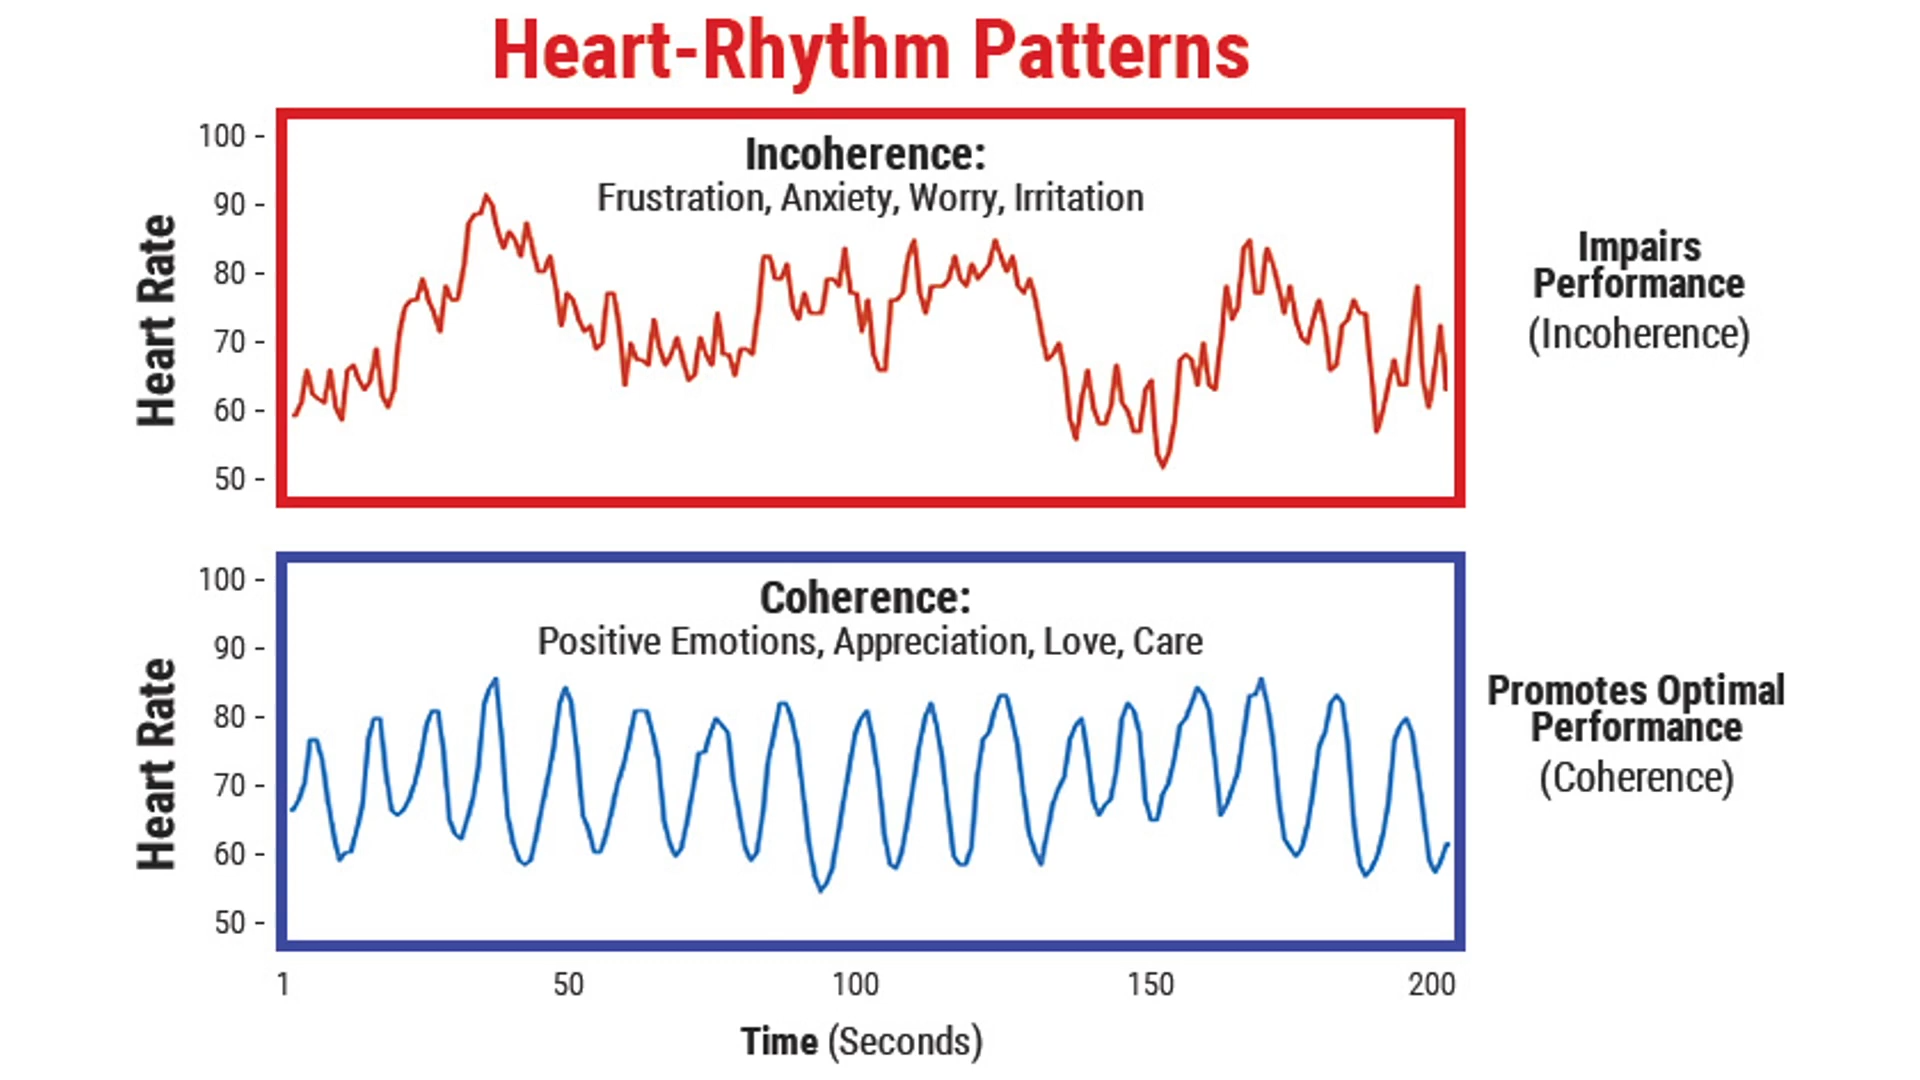 Heart-Rhythm Patterns
Incoherence:
Frustration, Anxiety, Worry, Irritation
Heart Rate
100 -
90 -
80 -
70 -
60 -
50 -
Impairs
Performance
(Incoherence)
Coherence:
Positive Emotions, Appreciation, Love, Care
Heart Rate
100 -
90 -
80 -
70 -
60 -
50 -
Promotes Optimal
Performance
(Coherence)
1 50 100 150 200
Time (Seconds)